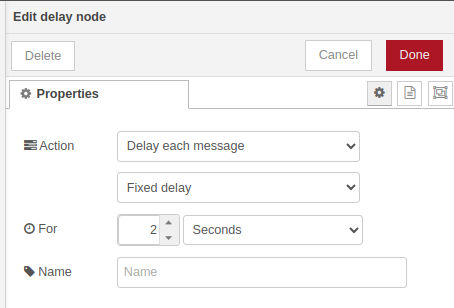 Edit delay node
Delete
Cancel
Done
Properties
Action
Delay each message
Fixed delay
For
2
Seconds
Name
Name